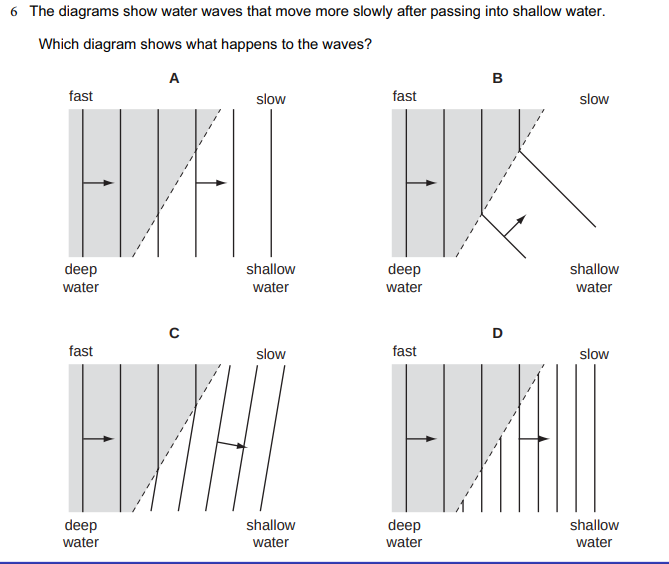 6 The diagrams show water waves that move more slowly after passing into shallow water.
Which diagram shows what happens to the waves?
A
fast
slow
deep
water
shallow
water
B
fast
slow
deep
water
shallow
water
C
fast
slow
deep
water
shallow
water
D
fast
slow
deep
water
shallow
water